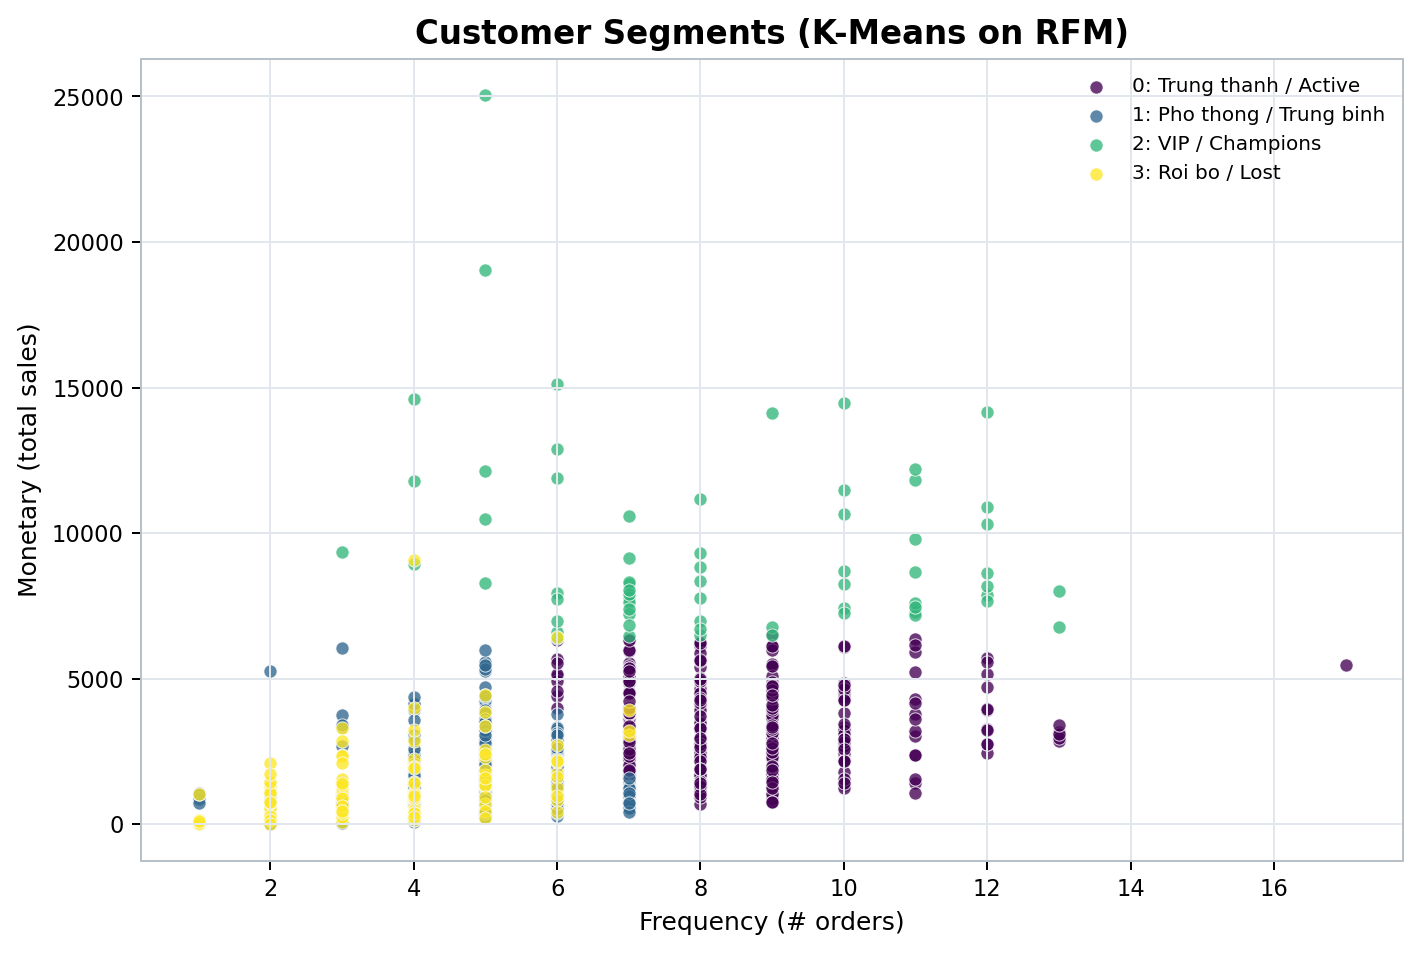 Customer Segments (K-Means on RFM)
0: Trung thanh / Active
1: Pho thong / Trung binh
2: VIP / Champions
3: Roi bo / Lost
Monetary (total sales)
25000
20000
15000
10000
5000
0
2 4 6 8 10 12 14 16
Frequency (# orders)